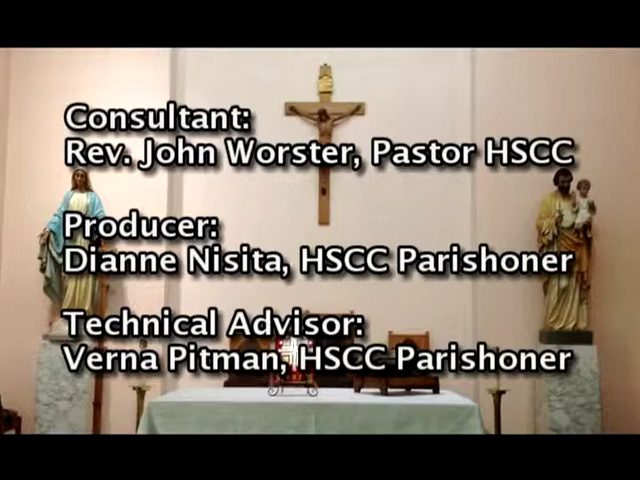 Consultant:
Rev. John Worster, Pastor HSCC
Producer:
Dianne Nisita, HSCC Parishoner
Technical Advisor:
Verna Pitman, HSCC Parishoner